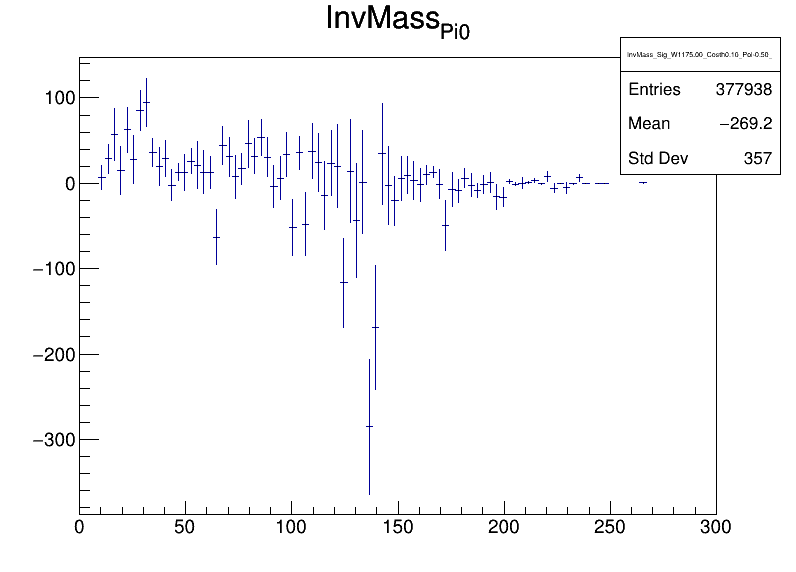 InvMass_Pi0
InvMass_Sig_W1175.00_Costh0.10_Pol-0.50_
Entries 377938
Mean −269.2
Std Dev 357
100
0
−100
−200
−300
0 50 100 150 200 250 300